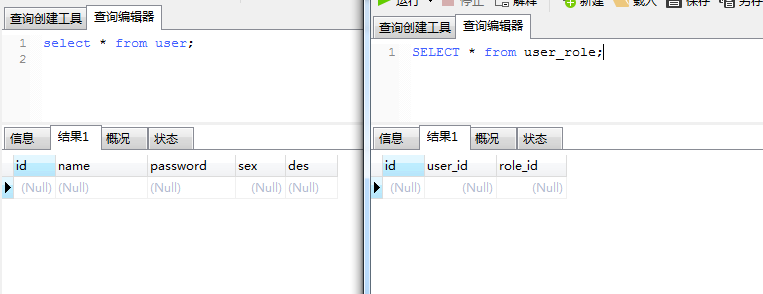 查询创建工具 查询编辑器
1 select * from user;
2
信息 结果1 概况 状态
id name password sex des
(Null) (Null) (Null) (Null) (Null)
运行 停止 解释 新建 载入 保存 另存
查询创建工具 查询编辑器
1 SELECT * from user_role;
信息 结果1 概况 状态
id user_id role_id
(Null) (Null) (Null)